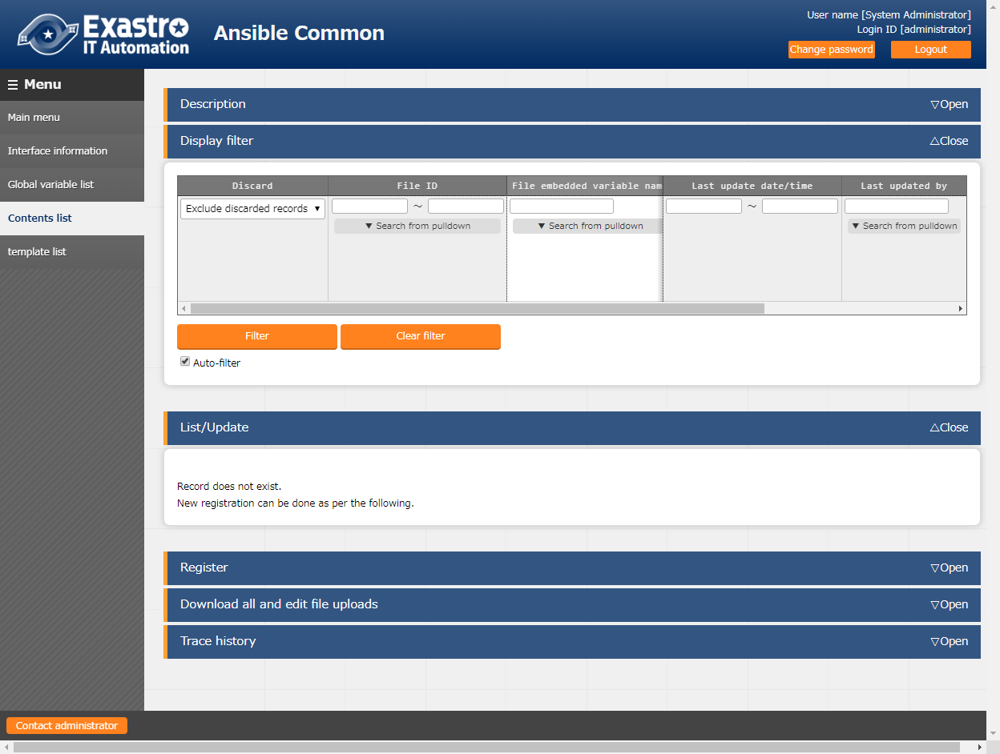 Exastro
IT Automation
Ansible Common
User name [System Administrator]
Login ID [administrator]
Change password
Logout
☰ Menu
Main menu
Interface information
Global variable list
Contents list
template list
Description
▽Open
Display filter
△Close
Discard
File ID
File embedded variable nam
Last update date/time
Last updated by
Exclude discarded records ▼
~
~
▼ Search from pulldown
▼ Search from pulldown
▼ Search from pulldown
Filter
Clear filter
Auto-filter
List/Update
△Close
Record does not exist.
New registration can be done as per the following.
Register
▽Open
Download all and edit file uploads
▽Open
Trace history
▽Open
Contact administrator